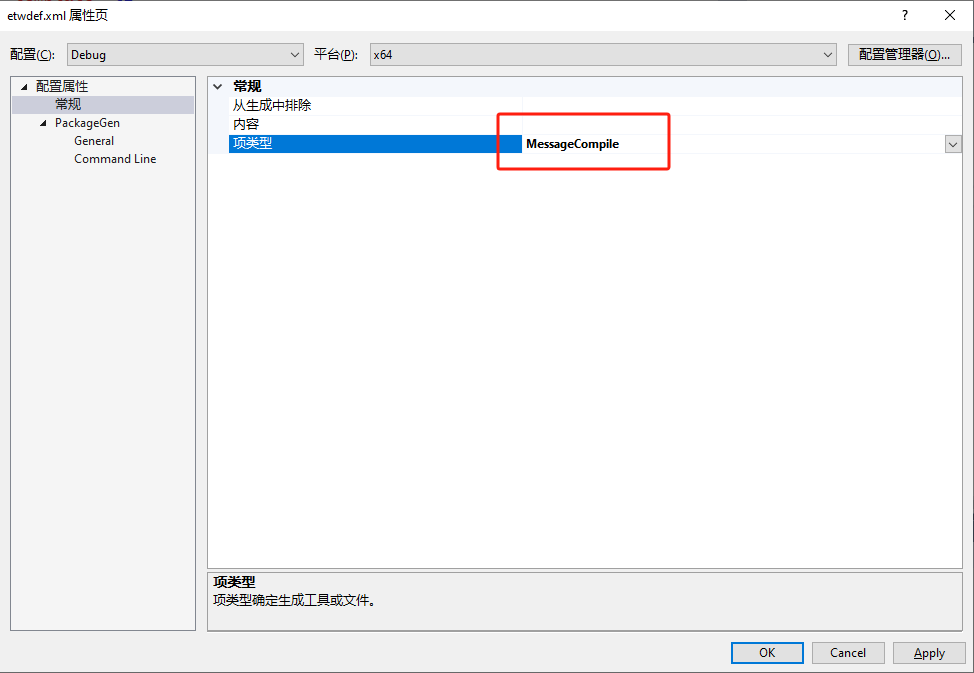 etwdef.xml 属性页
配置(C): Debug 平台(P): x64 配置管理器(O)...
配置属性
常规
PackageGen
General
Command Line
常规
从生成中排除
内容
项类型 MessageCompile
项类型
项类型确定生成工具或文件。
OK Cancel Apply